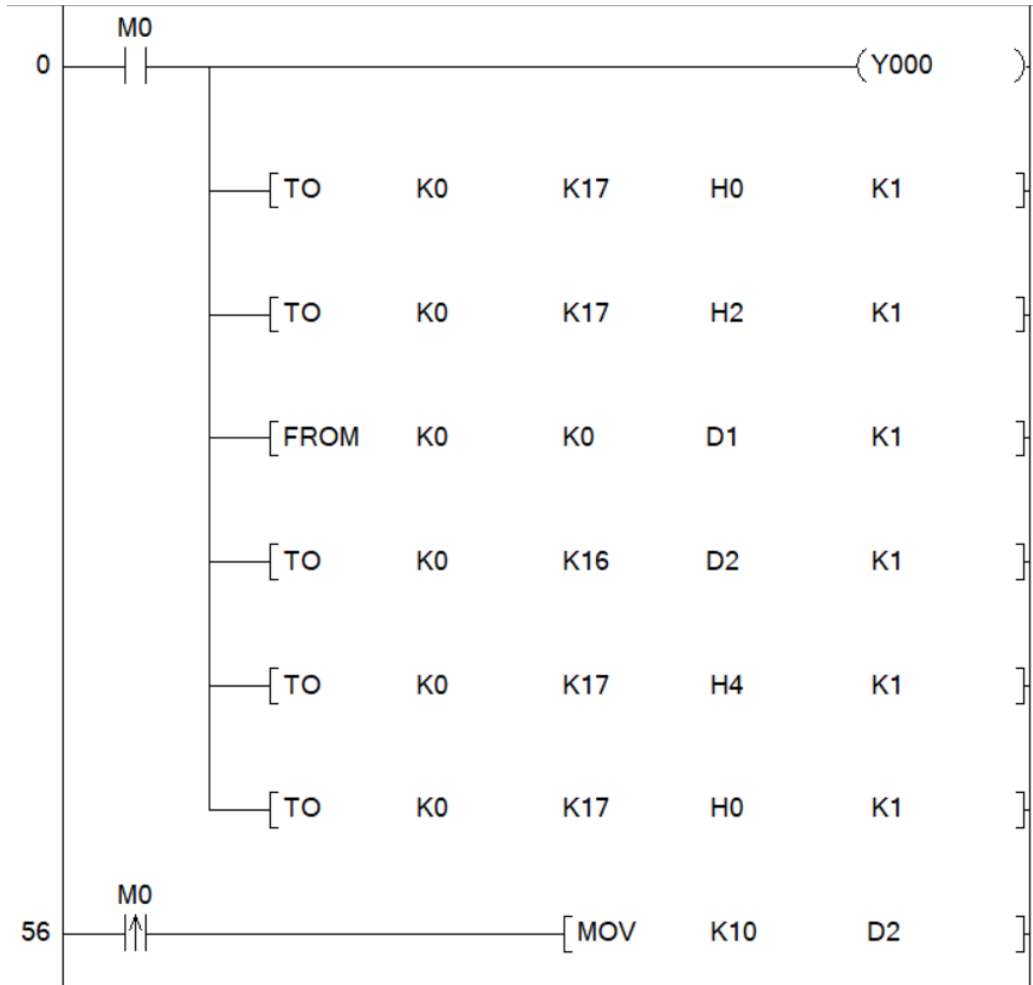 M0
0 Y000
TO K0 K17 H0 K1
TO K0 K17 H2 K1
FROM K0 K0 D1 K1
TO K0 K16 D2 K1
TO K0 K17 H4 K1
TO K0 K17 H0 K1
M0
56 MOV K10 D2